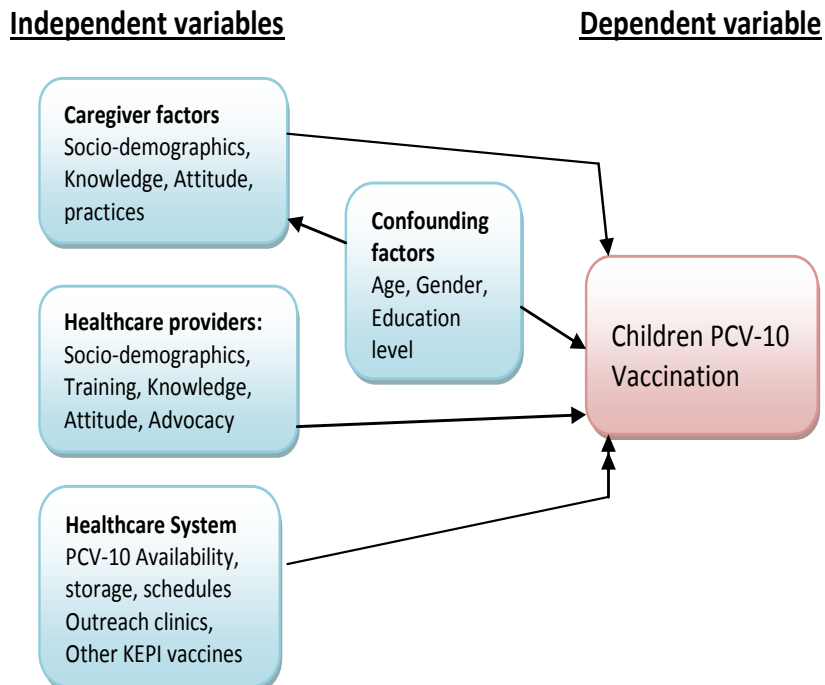 Independent variables
Dependent variable
Caregiver factors
Socio-demographics,
Knowledge, Attitude,
practices
Confounding
factors
Age, Gender,
Education
level
Healthcare providers:
Socio-demographics,
Training, Knowledge,
Attitude, Advocacy
Children PCV-10
Vaccination
Healthcare System
PCV-10 Availability,
storage, schedules
Outreach clinics,
Other KEPI vaccines